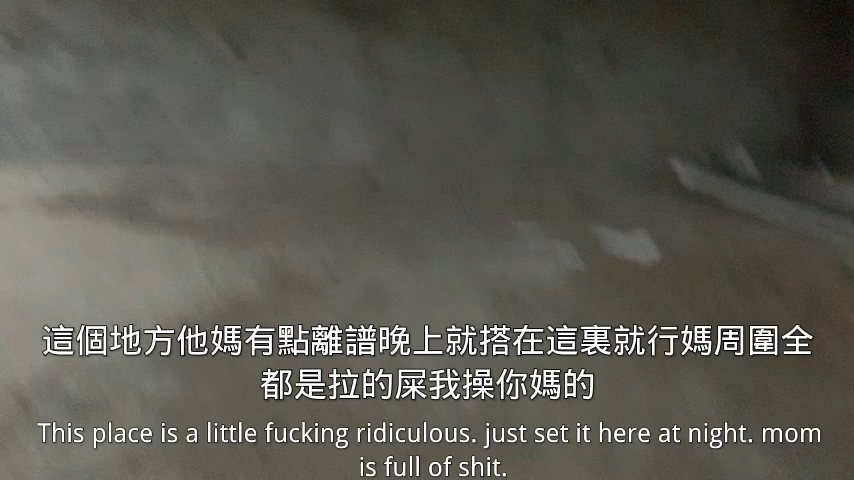 這個地方他媽有點離譜晚上就搭在這裏就行媽周圍全
都是拉的屎我操你媽的
This place is a little fucking ridiculous. just set it here at night. mom
is full of shit.